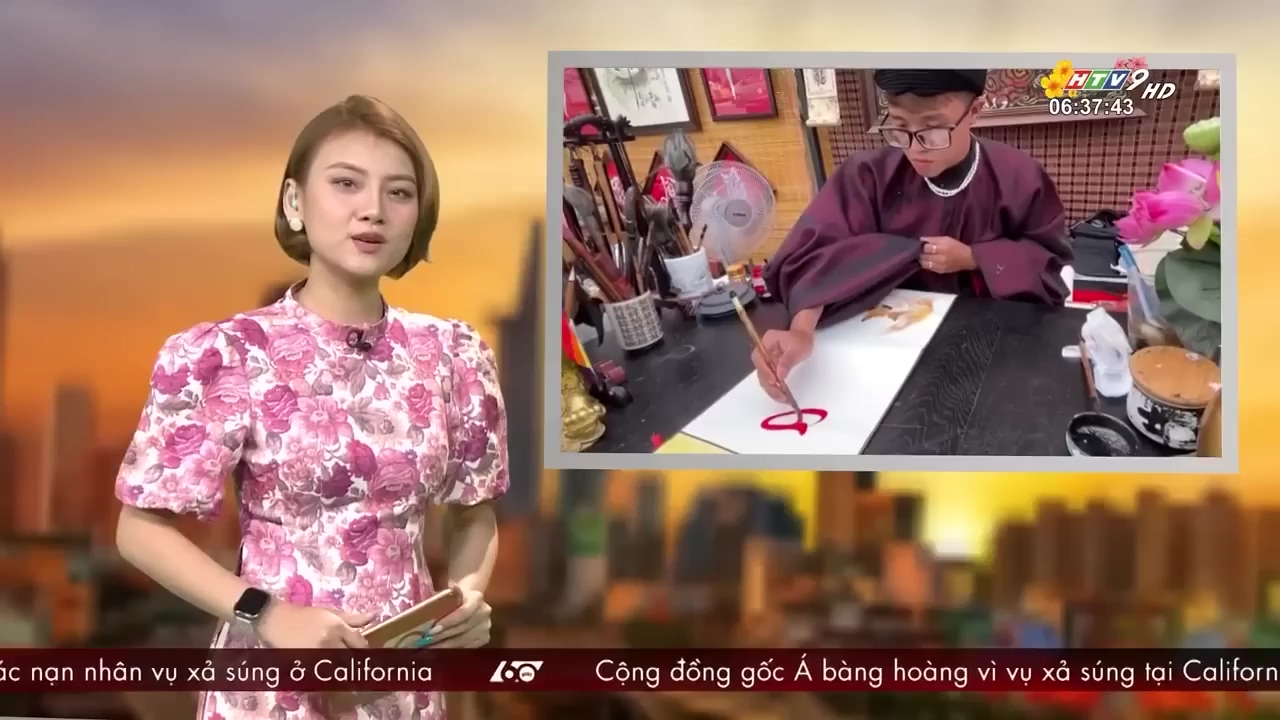 HTV9 HD
06:37:43
ác nạn nhân vụ xả súng ở California 60 Cộng đồng gốc Á bàng hoàng vì vụ xả súng tại Californ